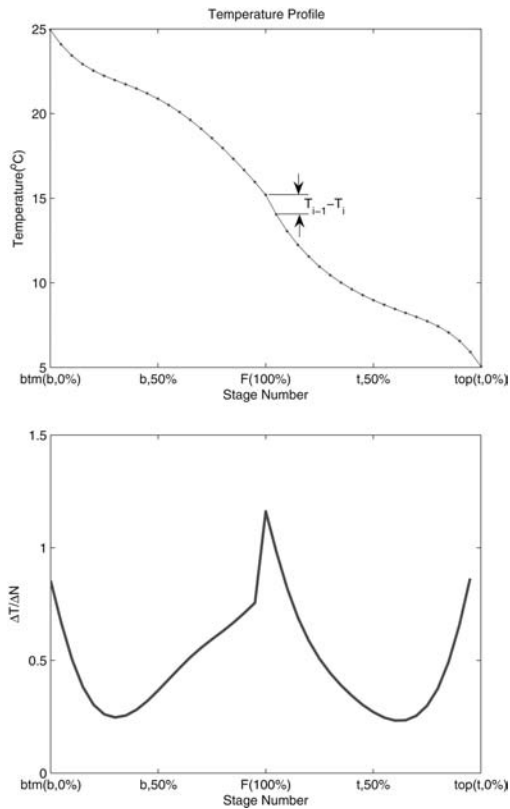 Temperature Profile
25
20
15
10
5
Temperature(°C)
T_{i-1}-T_i
btm(b,0%) b,50% F(100%) t,50% top(t,0%)
Stage Number
1.5
1
0.5
0
ΔT/ΔN
btm(b,0%) b,50% F(100%) t,50% top(t,0%)
Stage Number